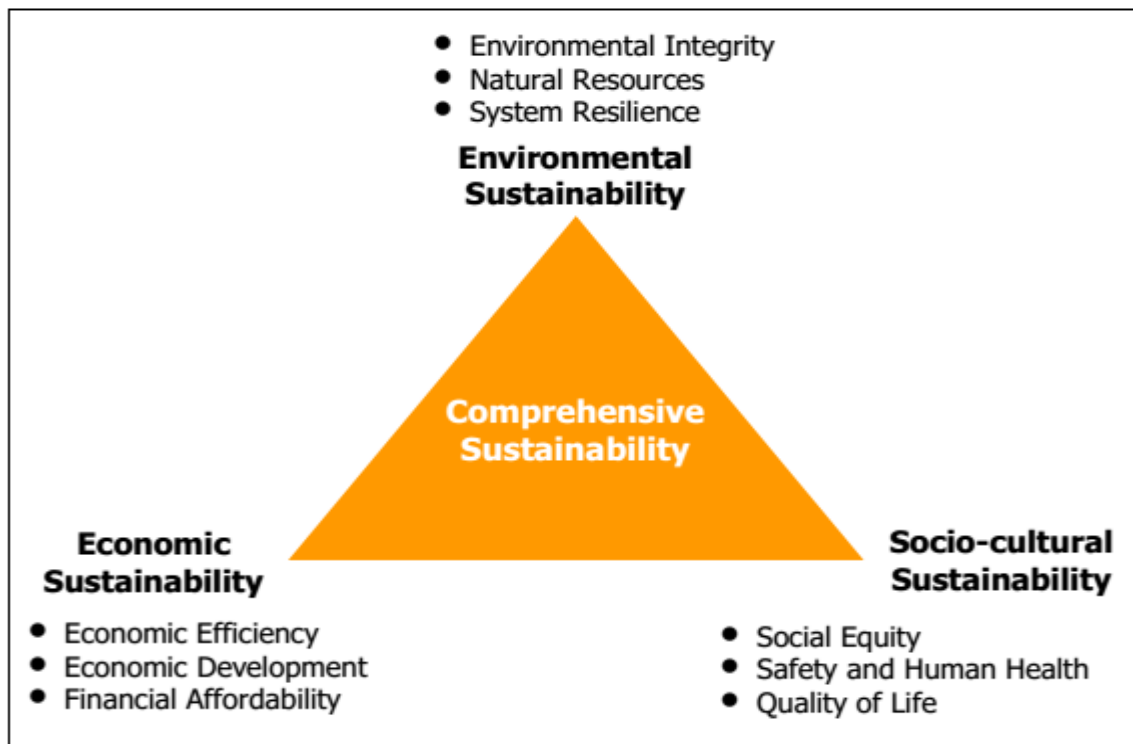 ● Environmental Integrity
● Natural Resources
● System Resilience
Environmental
Sustainability
Comprehensive
Sustainability
Economic
Sustainability
● Economic Efficiency
● Economic Development
● Financial Affordability
Socio-cultural
Sustainability
● Social Equity
● Safety and Human Health
● Quality of Life